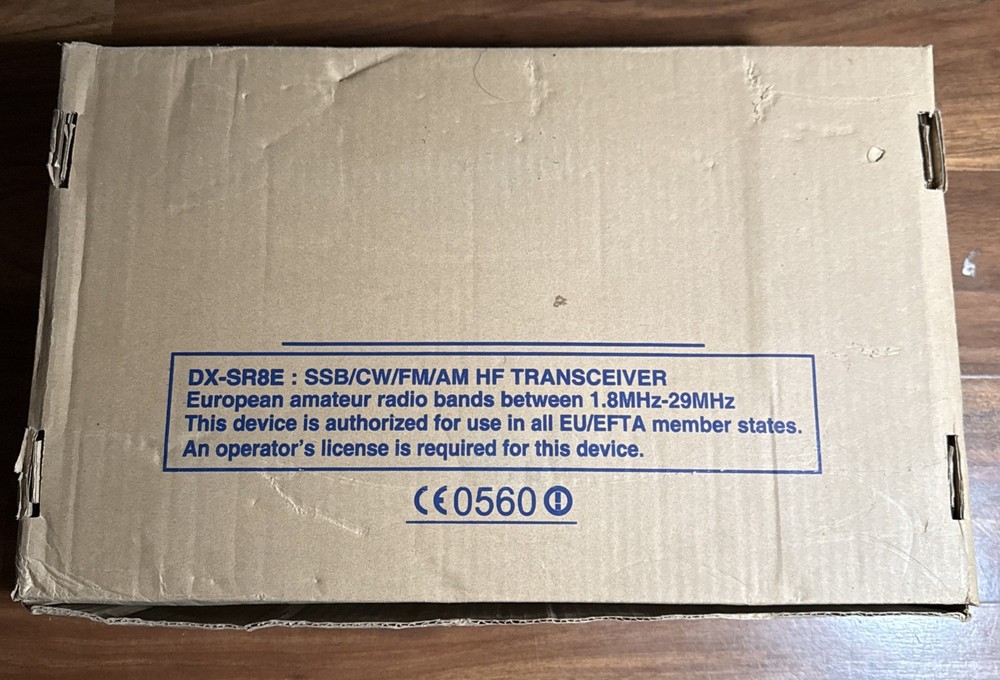 DX-SR8E : SSB/CW/FM/AM HF TRANSCEIVER
European amateur radio bands between 1.8MHz-29MHz
This device is authorized for use in all EU/EFTA member states.
An operator's license is required for this device.
CE0560